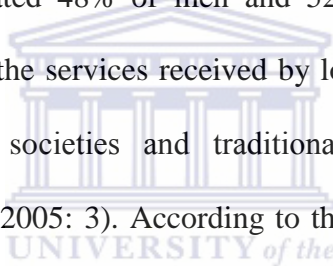 ated 48% of men and 52
the services received by lo
societies and traditiona
2005: 3). According to th
UNIVERSITY of the